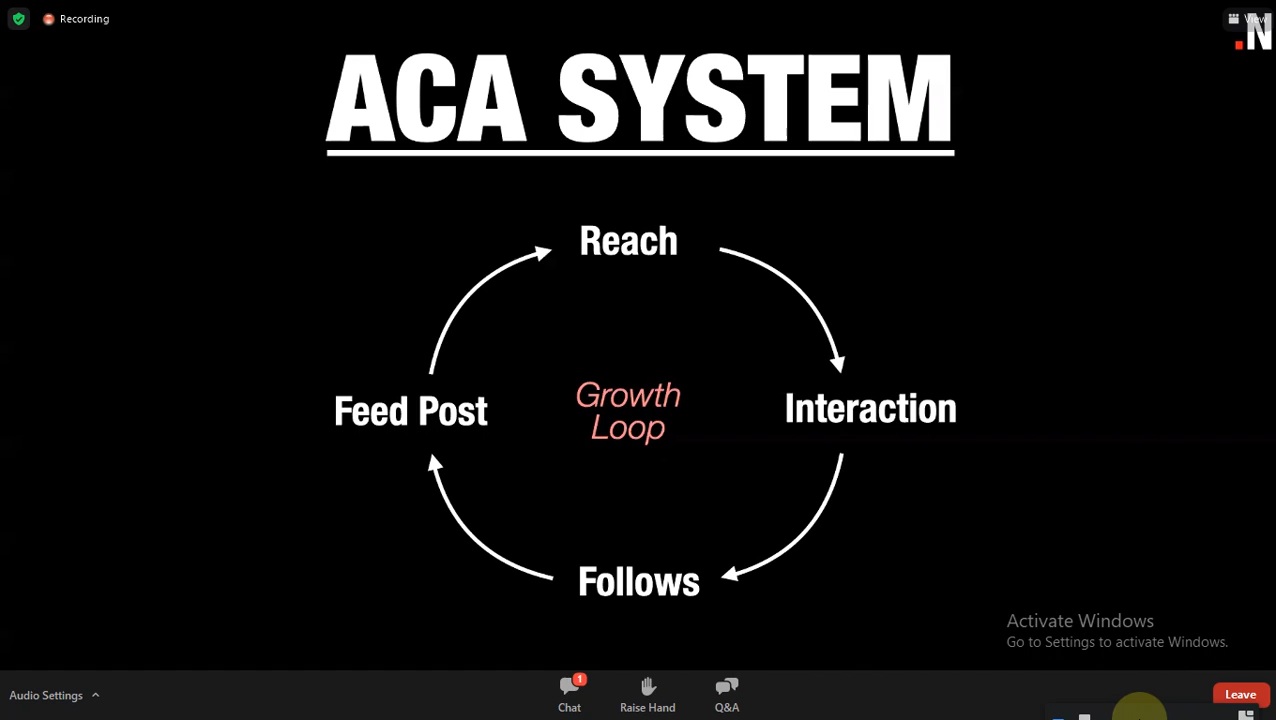 Recording
View
.N
ACA SYSTEM
Reach
Feed Post
Growth
Loop
Interaction
Follows
Activate Windows
Go to Settings to activate Windows.
Audio Settings
1
Chat
Raise Hand
Q&A
Leave